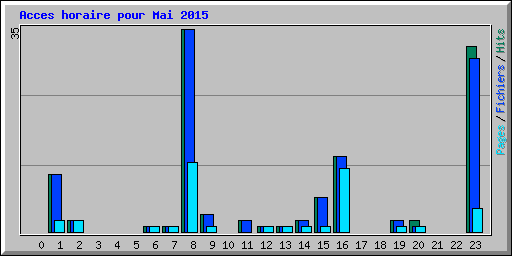 Acces horaire pour Mai 2015
35
Pages/Fichiers/Hits
0 1 2 3 4 5 6 7 8 9 10 11 12 13 14 15 16 17 18 19 20 21 22 23